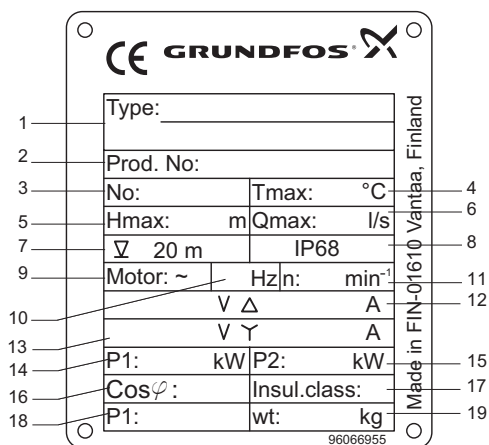 CE GRUNDFOS
1 Type:
2 Prod. No:
3 No: Tmax: °C 4
5 Hmax: m Qmax: l/s 6
7 ∇ 20 m IP68 8
9 Motor: ~ Hz n: min⁻¹ 11
10 V △ A 12
13 V Y A
14 P1: kW P2: kW 15
16 Cosφ: Insul.class: 17
18 P1: wt: kg 19
Made in FIN-01610 Vantaa, Finland
96066955